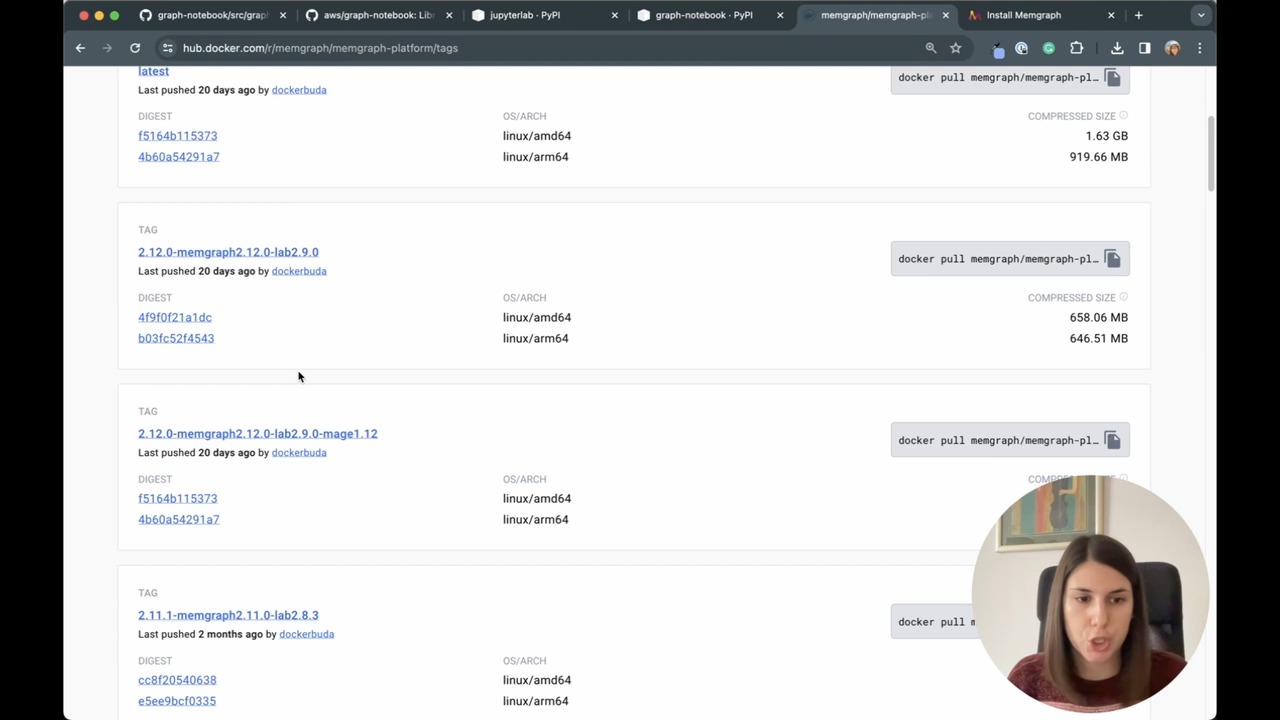 graph-notebook/src/grap
aws/graph-notebook: Lib
jupyterlab · PyPI
graph-notebook · PyPI
memgraph/memgraph-pl
Install Memgraph
hub.docker.com/r/memgraph/memgraph-platform/tags
latest
docker pull memgraph/memgraph-pl…
Last pushed 20 days ago by dockerbuda
DIGEST OS/ARCH COMPRESSED SIZE
f5164b115373 linux/amd64 1.63 GB
4b60a54291a7 linux/arm64 919.66 MB
TAG
2.12.0-memgraph2.12.0-lab2.9.0
docker pull memgraph/memgraph-pl…
Last pushed 20 days ago by dockerbuda
DIGEST OS/ARCH COMPRESSED SIZE
4f9f0f21a1dc linux/amd64 658.06 MB
b03fc52f4543 linux/arm64 646.51 MB
TAG
2.12.0-memgraph2.12.0-lab2.9.0-mage1.12
docker pull memgraph/memgraph-pl…
Last pushed 20 days ago by dockerbuda
DIGEST OS/ARCH
f5164b115373 linux/amd64
4b60a54291a7 linux/arm64
TAG
2.11.1-memgraph2.11.0-lab2.8.3
docker pull m
Last pushed 2 months ago by dockerbuda
DIGEST OS/ARCH
cc8f20540638 linux/amd64
e5ee9bcf0335 linux/arm64